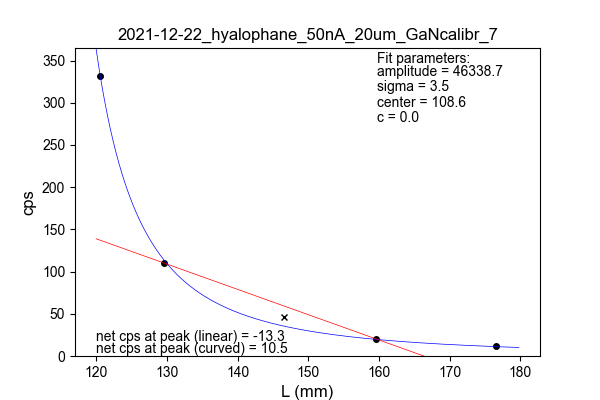 2021-12-22_hyalophane_50nA_20um_GaNcalibr_7
Fit parameters:
amplitude = 46338.7
sigma = 3.5
center = 108.6
c = 0.0
350
300
250
200
150
100
50
0
cps
net cps at peak (linear) = -13.3
net cps at peak (curved) = 10.5
120 130 140 150 160 170 180
L (mm)